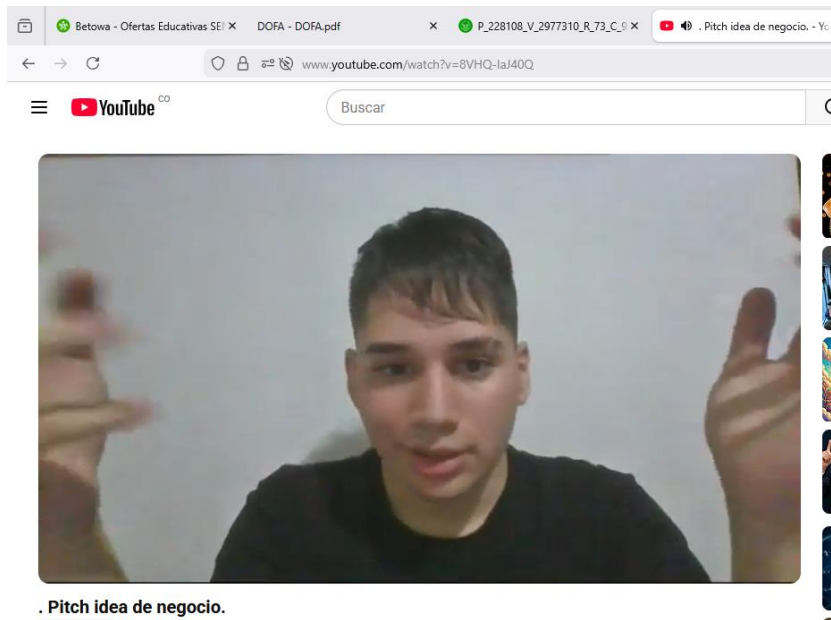 Betowa - Ofertas Educativas SEI
DOFA - DOFA.pdf
P_228108_V_2977310_R_73_C_9
. Pitch idea de negocio. - Yo
www.youtube.com/watch?v=8VHQ-IaJ40Q
YouTube CO
Buscar
. Pitch idea de negocio.